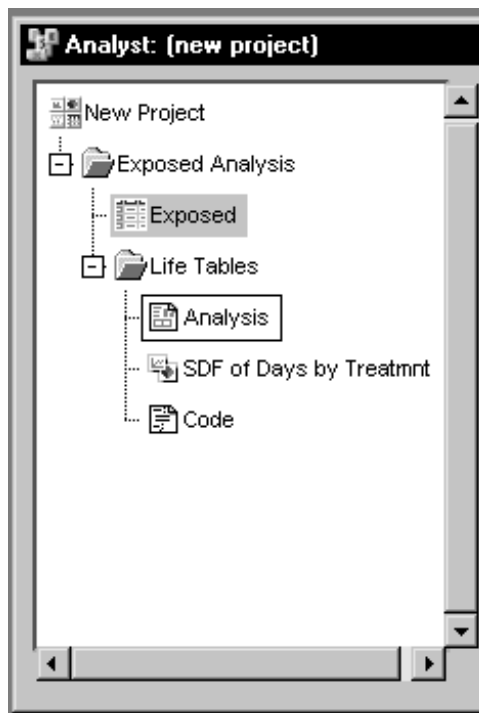 Analyst: (new project)
New Project
Exposed Analysis
Exposed
Life Tables
Analysis
SDF of Days by Treatmnt
Code